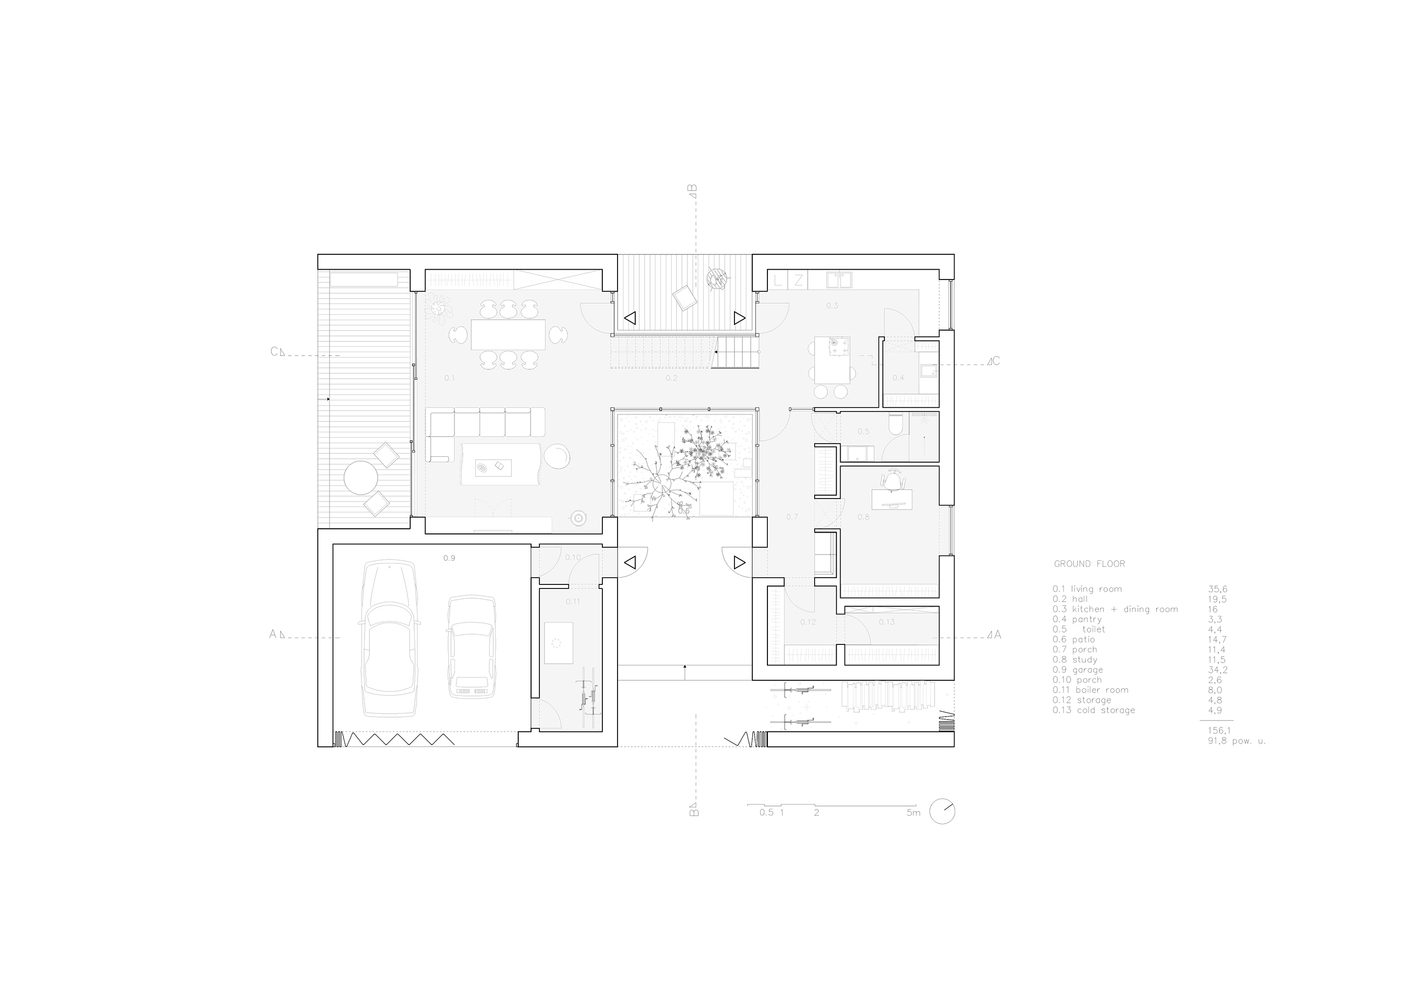 B
L Z
0.3
C
C
0.1
0.2
0.4
0.5
0.6
0.7
0.8
0.9
0.10
0.11
0.12
0.13
A
A
B
0.5 1 2 5m
GROUND FLOOR
0.1 living room 35,6
0.2 hall 19,5
0.3 kitchen + dining room 16
0.4 pantry 3,3
0.5 toilet 4,4
0.6 patio 14,7
0.7 porch 11,4
0.8 study 11,5
0.9 garage 34,2
0.10 porch 2,6
0.11 boiler room 8,0
0.12 storage 4,8
0.13 cold storage 4,9
156,1
91,8 pow. u.